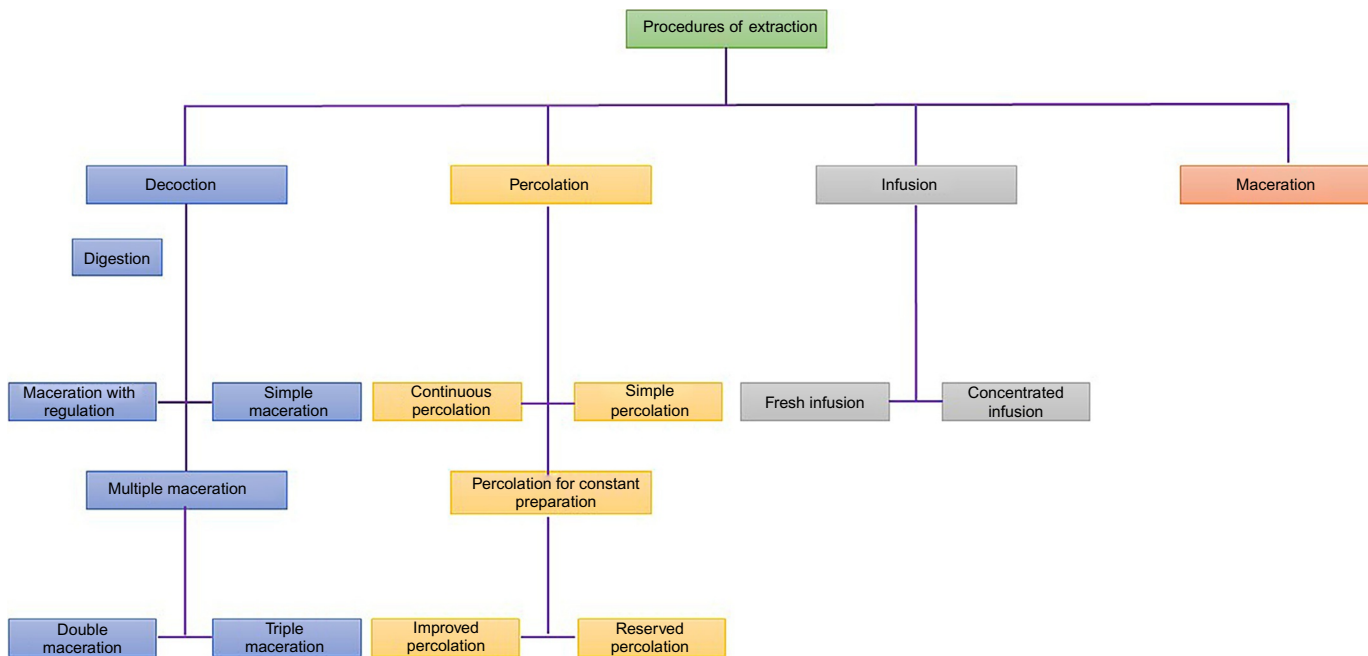 Procedures of extraction
Decoction
Percolation
Infusion
Maceration
Digestion
Maceration with
regulation
Simple
maceration
Continuous
percolation
Simple
percolation
Fresh infusion
Concentrated
infusion
Multiple maceration
Percolation for constant
preparation
Double
maceration
Triple
maceration
Improved
percolation
Reserved
percolation